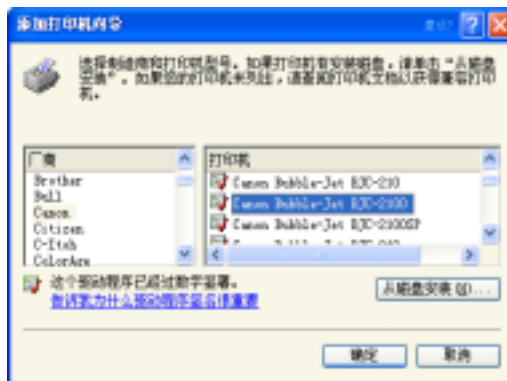 添加打印机向导
选择制造商和打印机型号。如果打印机有安装磁盘，请单击“从磁盘
安装”。如果您的打印机未列出，请查阅打印机文档以获得兼容打印
机。
厂商
Brother
Bull
Canon
Citizen
C-Itoh
ColorAge
打印机
Canon Bubble-Jet BJC-210
Canon Bubble-Jet BJC-2100
Canon Bubble-Jet BJC-2100SP
这个驱动程序已经过数字签署。
告诉我为什么驱动程序签名很重要
从磁盘安装(H)...
确定
取消